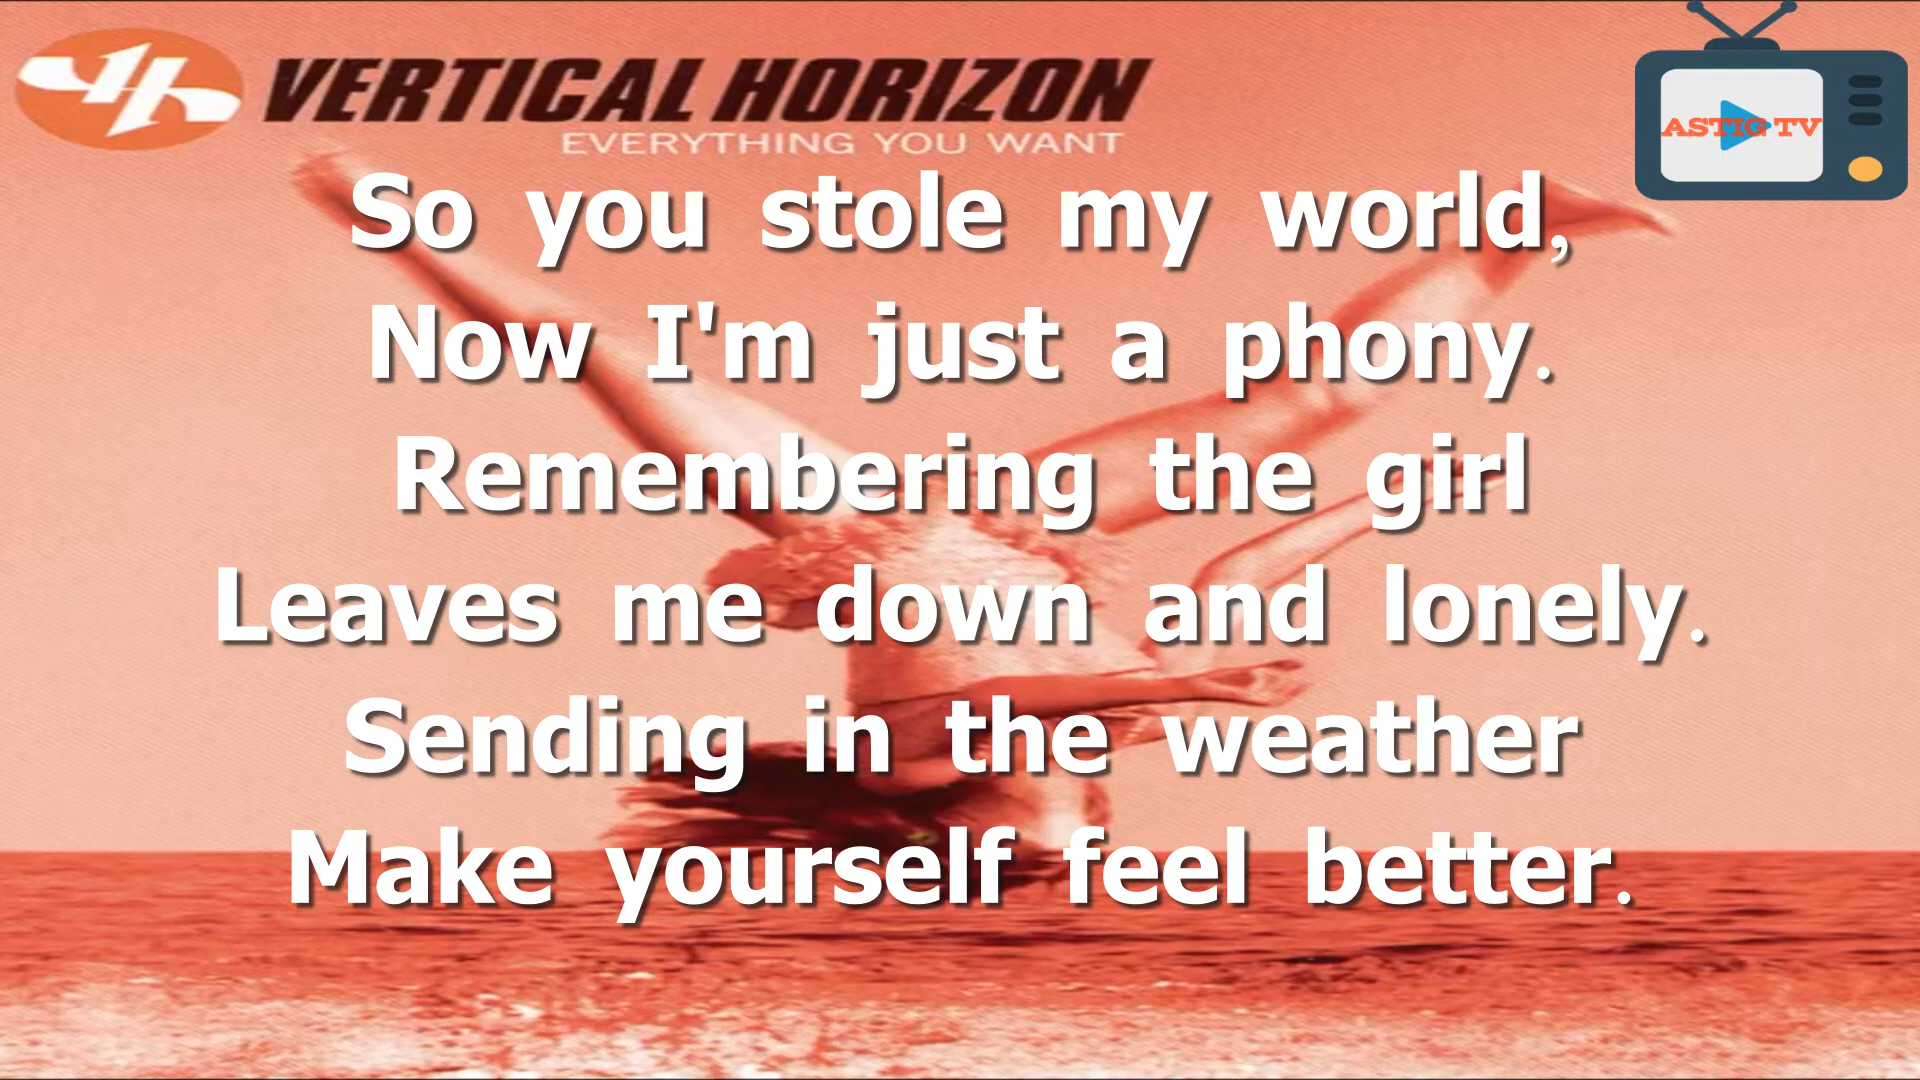 VERTICAL HORIZON
EVERYTHING YOU WANT
ASTIG TV
So you stole my world,
Now I'm just a phony.
Remembering the girl
Leaves me down and lonely.
Sending in the weather
Make yourself feel better.